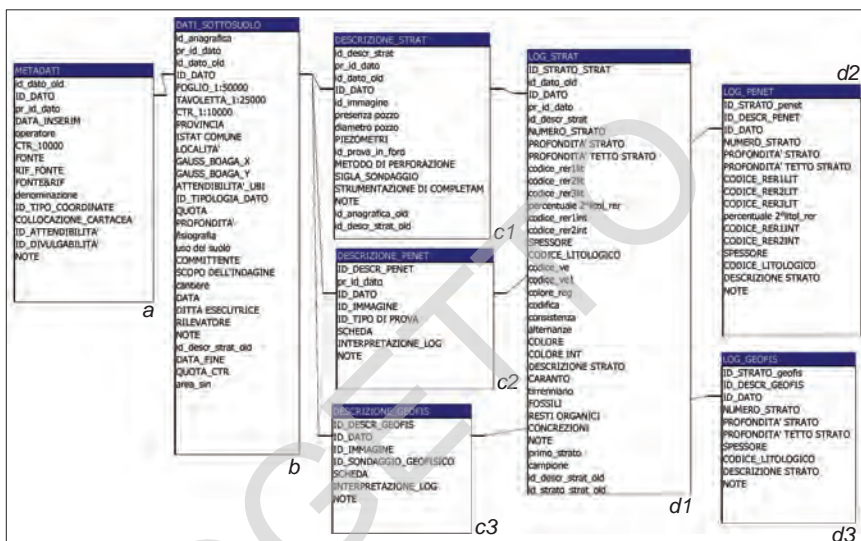 METADATI
id_dato_old
ID_DATO
pr_id_dato
DATA_INSERIM
operatore
CTR_10000
FONTE
RIF_FONTE
FONTE&RIF
denominazione
ID_TIPO_COORDINATE
COLLOCAZIONE_CARTACEA
ID_ATTENDIBILITA'
ID_DIVULGABILITA'
NOTE
a
DATI_SOTTOSUOLO
id_anagrafica
pr_id_dato
id_dato_old
ID_DATO
FOGLIO_1:50000
TAVOLETTA_1:25000
CTR_1:10000
PROVINCIA
ISTAT COMUNE
LOCALITA'
GAUSS_BOAGA_X
GAUSS_BOAGA_Y
ATTENDIBILITA'_UBI
ID_TIPOLOGIA_DATO
QUOTA
PROFONDITA'
fisiografia
uso del suolo
COMMITTENTE
SCOPO DELL'INDAGINE
cantiere
DATA
DITTA ESECUTRICE
RILEVATORE
NOTE
id_descr_strat_old
DATA_FINE
QUOTA_CTR
area_sin
b
DESCRIZIONE_STRAT
id_descr_strat
pr_id_dato
id_dato_old
ID_DATO
id_immagine
presenza pozzo
diametro pozzo
PIEZOMETRI
id_prova_in_foro
METODO DI PERFORAZIONE
SIGLA_SONDAGGIO
STRUMENTAZIONE DI COMPLETAM
NOTE
id_anagrafica_old
id_descr_strat_old
c1
DESCRIZIONE_PENET
ID_DESCR_PENET
pr_id_dato
ID_DATO
ID_IMMAGINE
ID_TIPO DI PROVA
SCHEDA
INTERPRETAZIONE_LOG
NOTE
c2
DESCRIZIONE_GEOFIS
ID_DESCR_GEOFIS
ID_DATO
ID_IMMAGINE
ID_SONDAGGIO_GEOFISICO
SCHEDA
INTERPRETAZIONE_LOG
NOTE
c3
LOG_STRAT
ID_STRATO_STRAT
id_dato_old
ID_DATO
pr_id_dato
id_descr_strat
NUMERO_STRATO
PROFONDITA' STRATO
PROFONDITA' TETTO STRATO
codice_rer1lit
codice_rer2lit
codice_rer3lit
percentuale 2°litol_rer
codice_rer1int
codice_rer2int
SPESSORE
CODICE_LITOLOGICO
codice_ve
codice_ve1
colore_reg
codifica
consistenza
alternanze
COLORE
COLORE INT
DESCRIZIONE STRATO
CARANTO
tirreniano
FOSSILI
RESTI ORGANICI
CONCREZIONI
NOTE
primo_strato
campione
id_descr_strat_old
id_strato_strat_old
d1
d2
LOG_PENET
ID_STRATO_penet
ID_DESCR_PENET
ID_DATO
NUMERO_STRATO
PROFONDITA' STRATO
PROFONDITA' TETTO STRATO
CODICE_RER1LIT
CODICE_RER2LIT
percentuale 2°litol_rer
CODICE_RER1INT
CODICE_RER2INT
SPESSORE
CODICE_LITOLOGICO
DESCRIZIONE STRATO
NOTE
LOG_GEOFIS
ID_STRATO_geofis
ID_DESCR_GEOFIS
ID_DATO
NUMERO_STRATO
PROFONDITA' STRATO
PROFONDITA' TETTO STRATO
SPESSORE
CODICE_LITOLOGICO
DESCRIZIONE STRATO
NOTE
d3